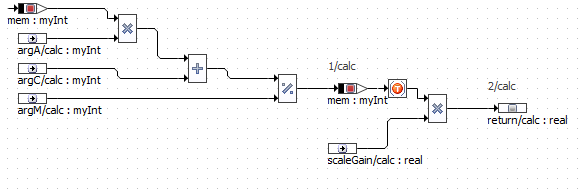 mem : myInt
argA/calc : myInt
argC/calc : myInt
argM/calc : myInt
1/calc
mem : myInt
2/calc
return/calc : real
scaleGain/calc : real